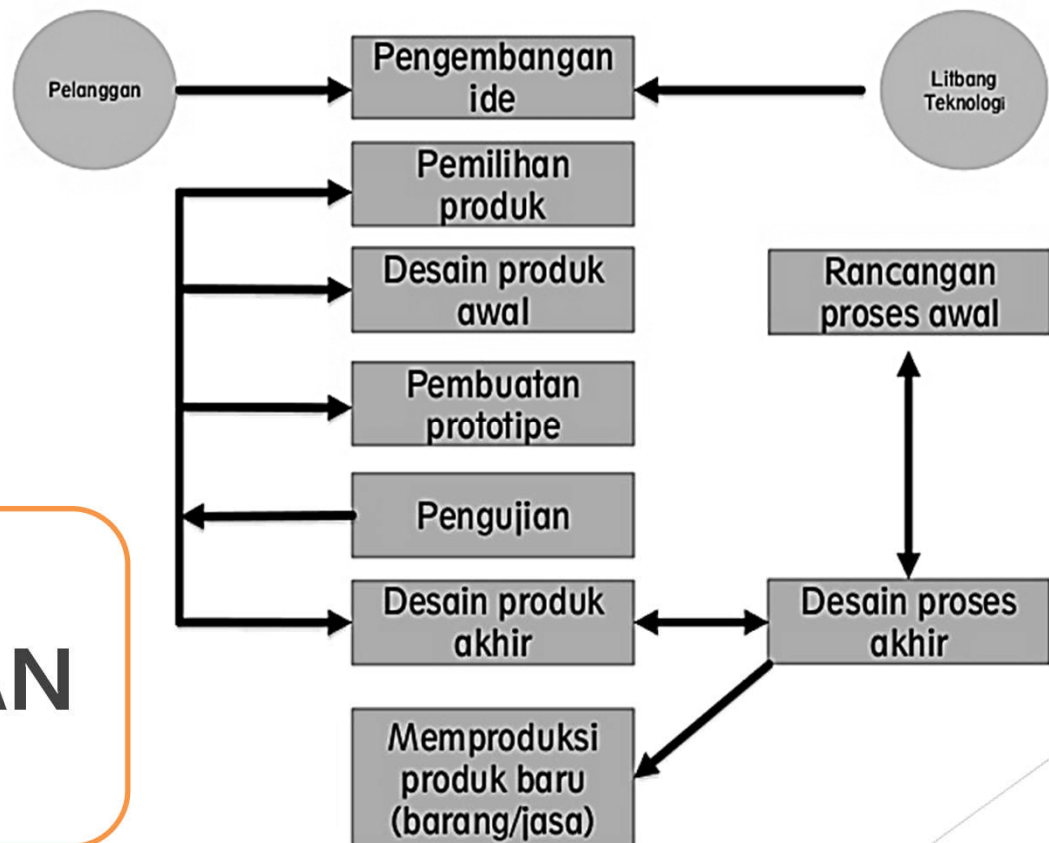 Pelanggan
Pengembangan
ide
Litbang
Teknologi
Pemilihan
produk
Desain produk
awal
Rancangan
proses awal
Pembuatan
prototipe
Pengujian
Desain produk
akhir
Desain proses
akhir
Memproduksi
produk baru
(barang/jasa)